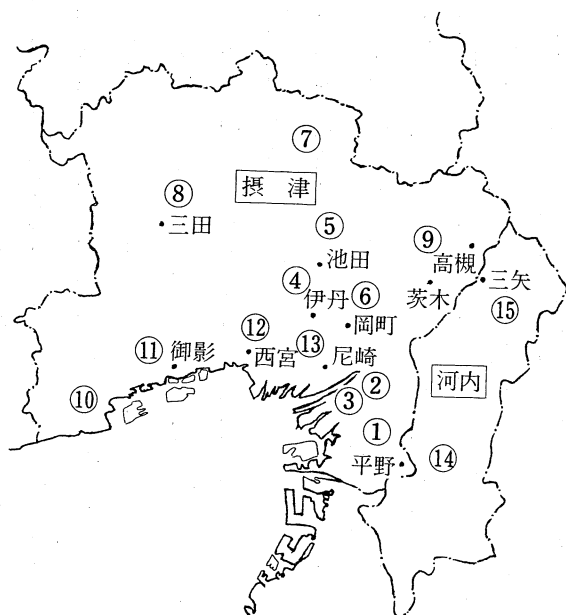 ⑦
摂津
⑧
三田
⑤
⑨
池田
高槻
④
⑥
茨木
三矢
伊丹
⑮
岡町
⑫
⑬
⑪
御影
西宮
尼崎
河内
②
⑩
③
①
平野
⑭